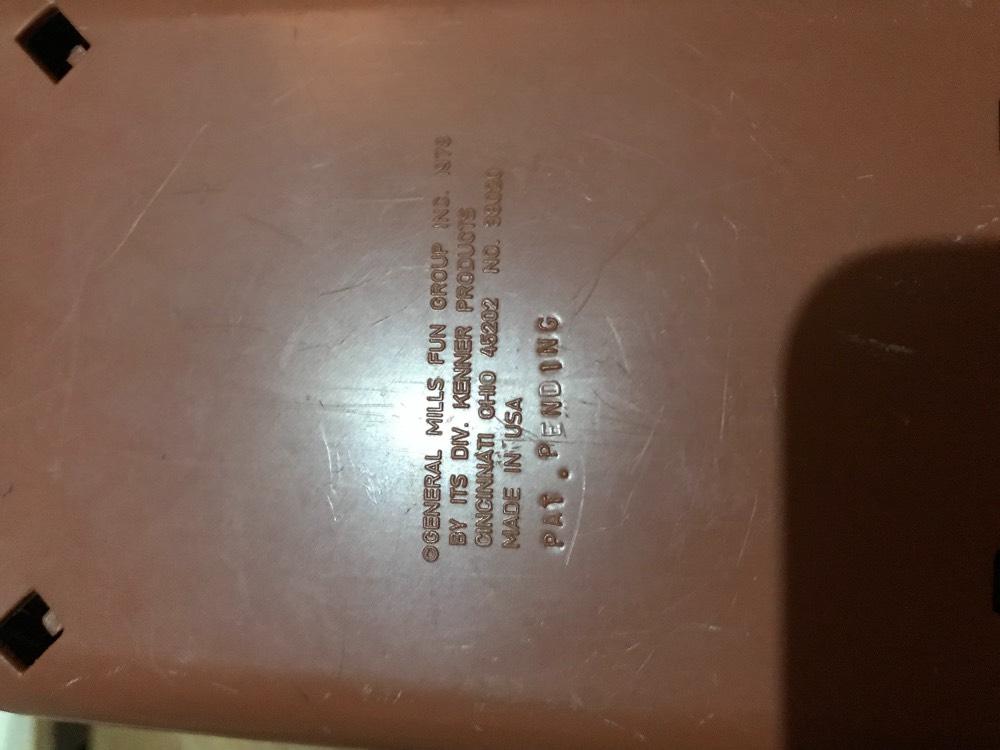 ©GENERAL MILLS FUN GROUP INC. 1978
BY ITS DIV. KENNER PRODUCTS
CINCINNATI OHIO 45202 NO.
MADE IN USA
PAT. PENDING